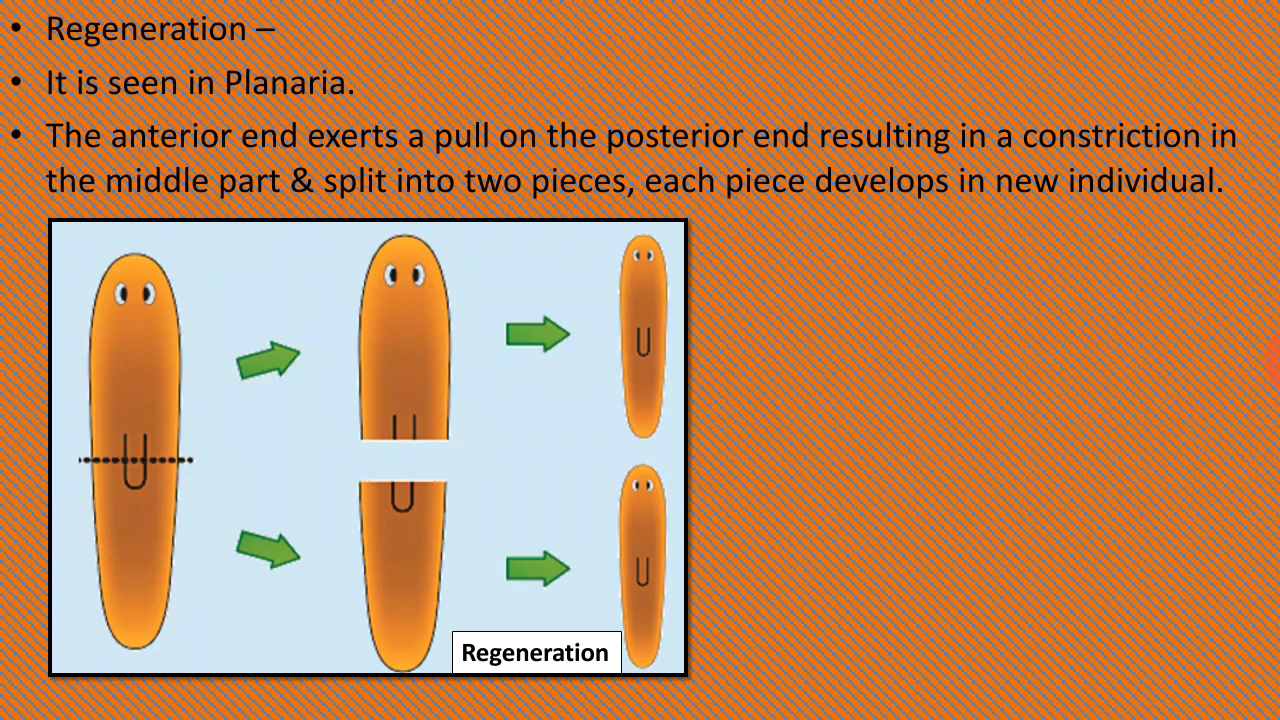 • Regeneration –
• It is seen in Planaria.
• The anterior end exerts a pull on the posterior end resulting in a constriction in
the middle part & split into two pieces, each piece develops in new individual.
Regeneration